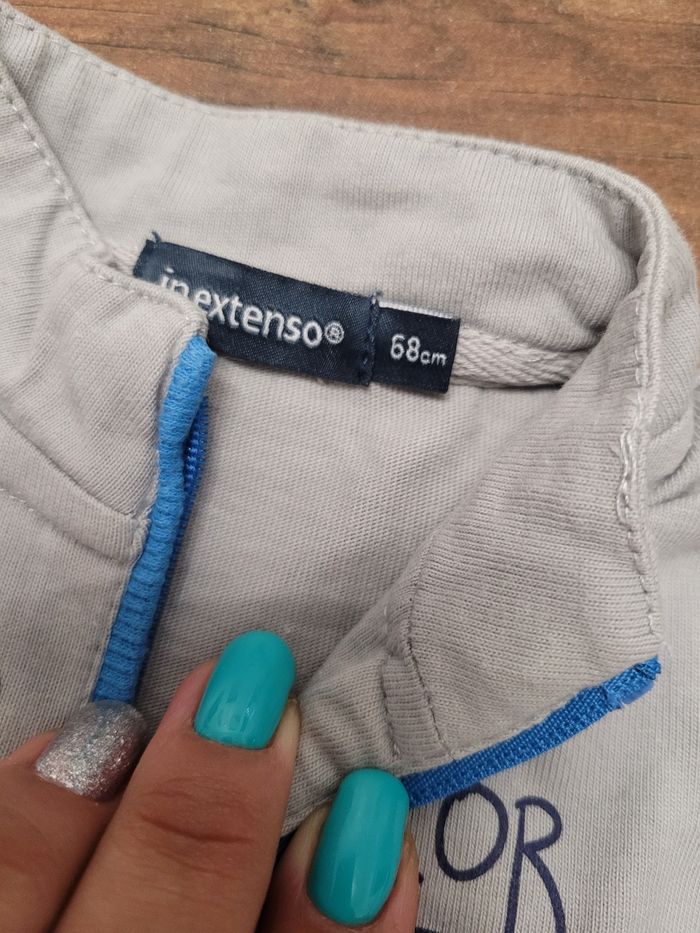 in extenso®
68cm
OR